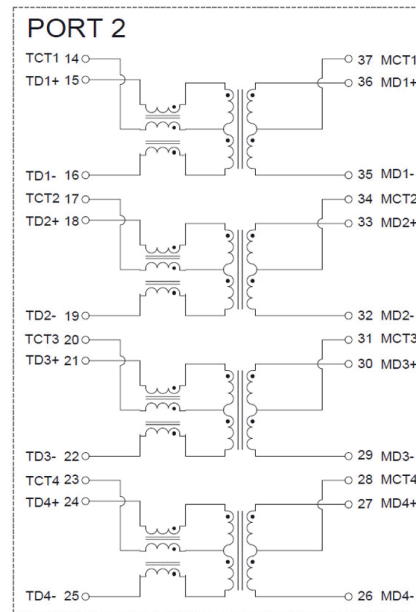 PORT 2
TCT1 14 37 MCT1
TD1+ 15 36 MD1+
TD1- 16 35 MD1-
TCT2 17 34 MCT2
TD2+ 18 33 MD2+
TD2- 19 32 MD2-
TCT3 20 31 MCT3
TD3+ 21 30 MD3+
TD3- 22 29 MD3-
TCT4 23 28 MCT4
TD4+ 24 27 MD4+
TD4- 25 26 MD4-